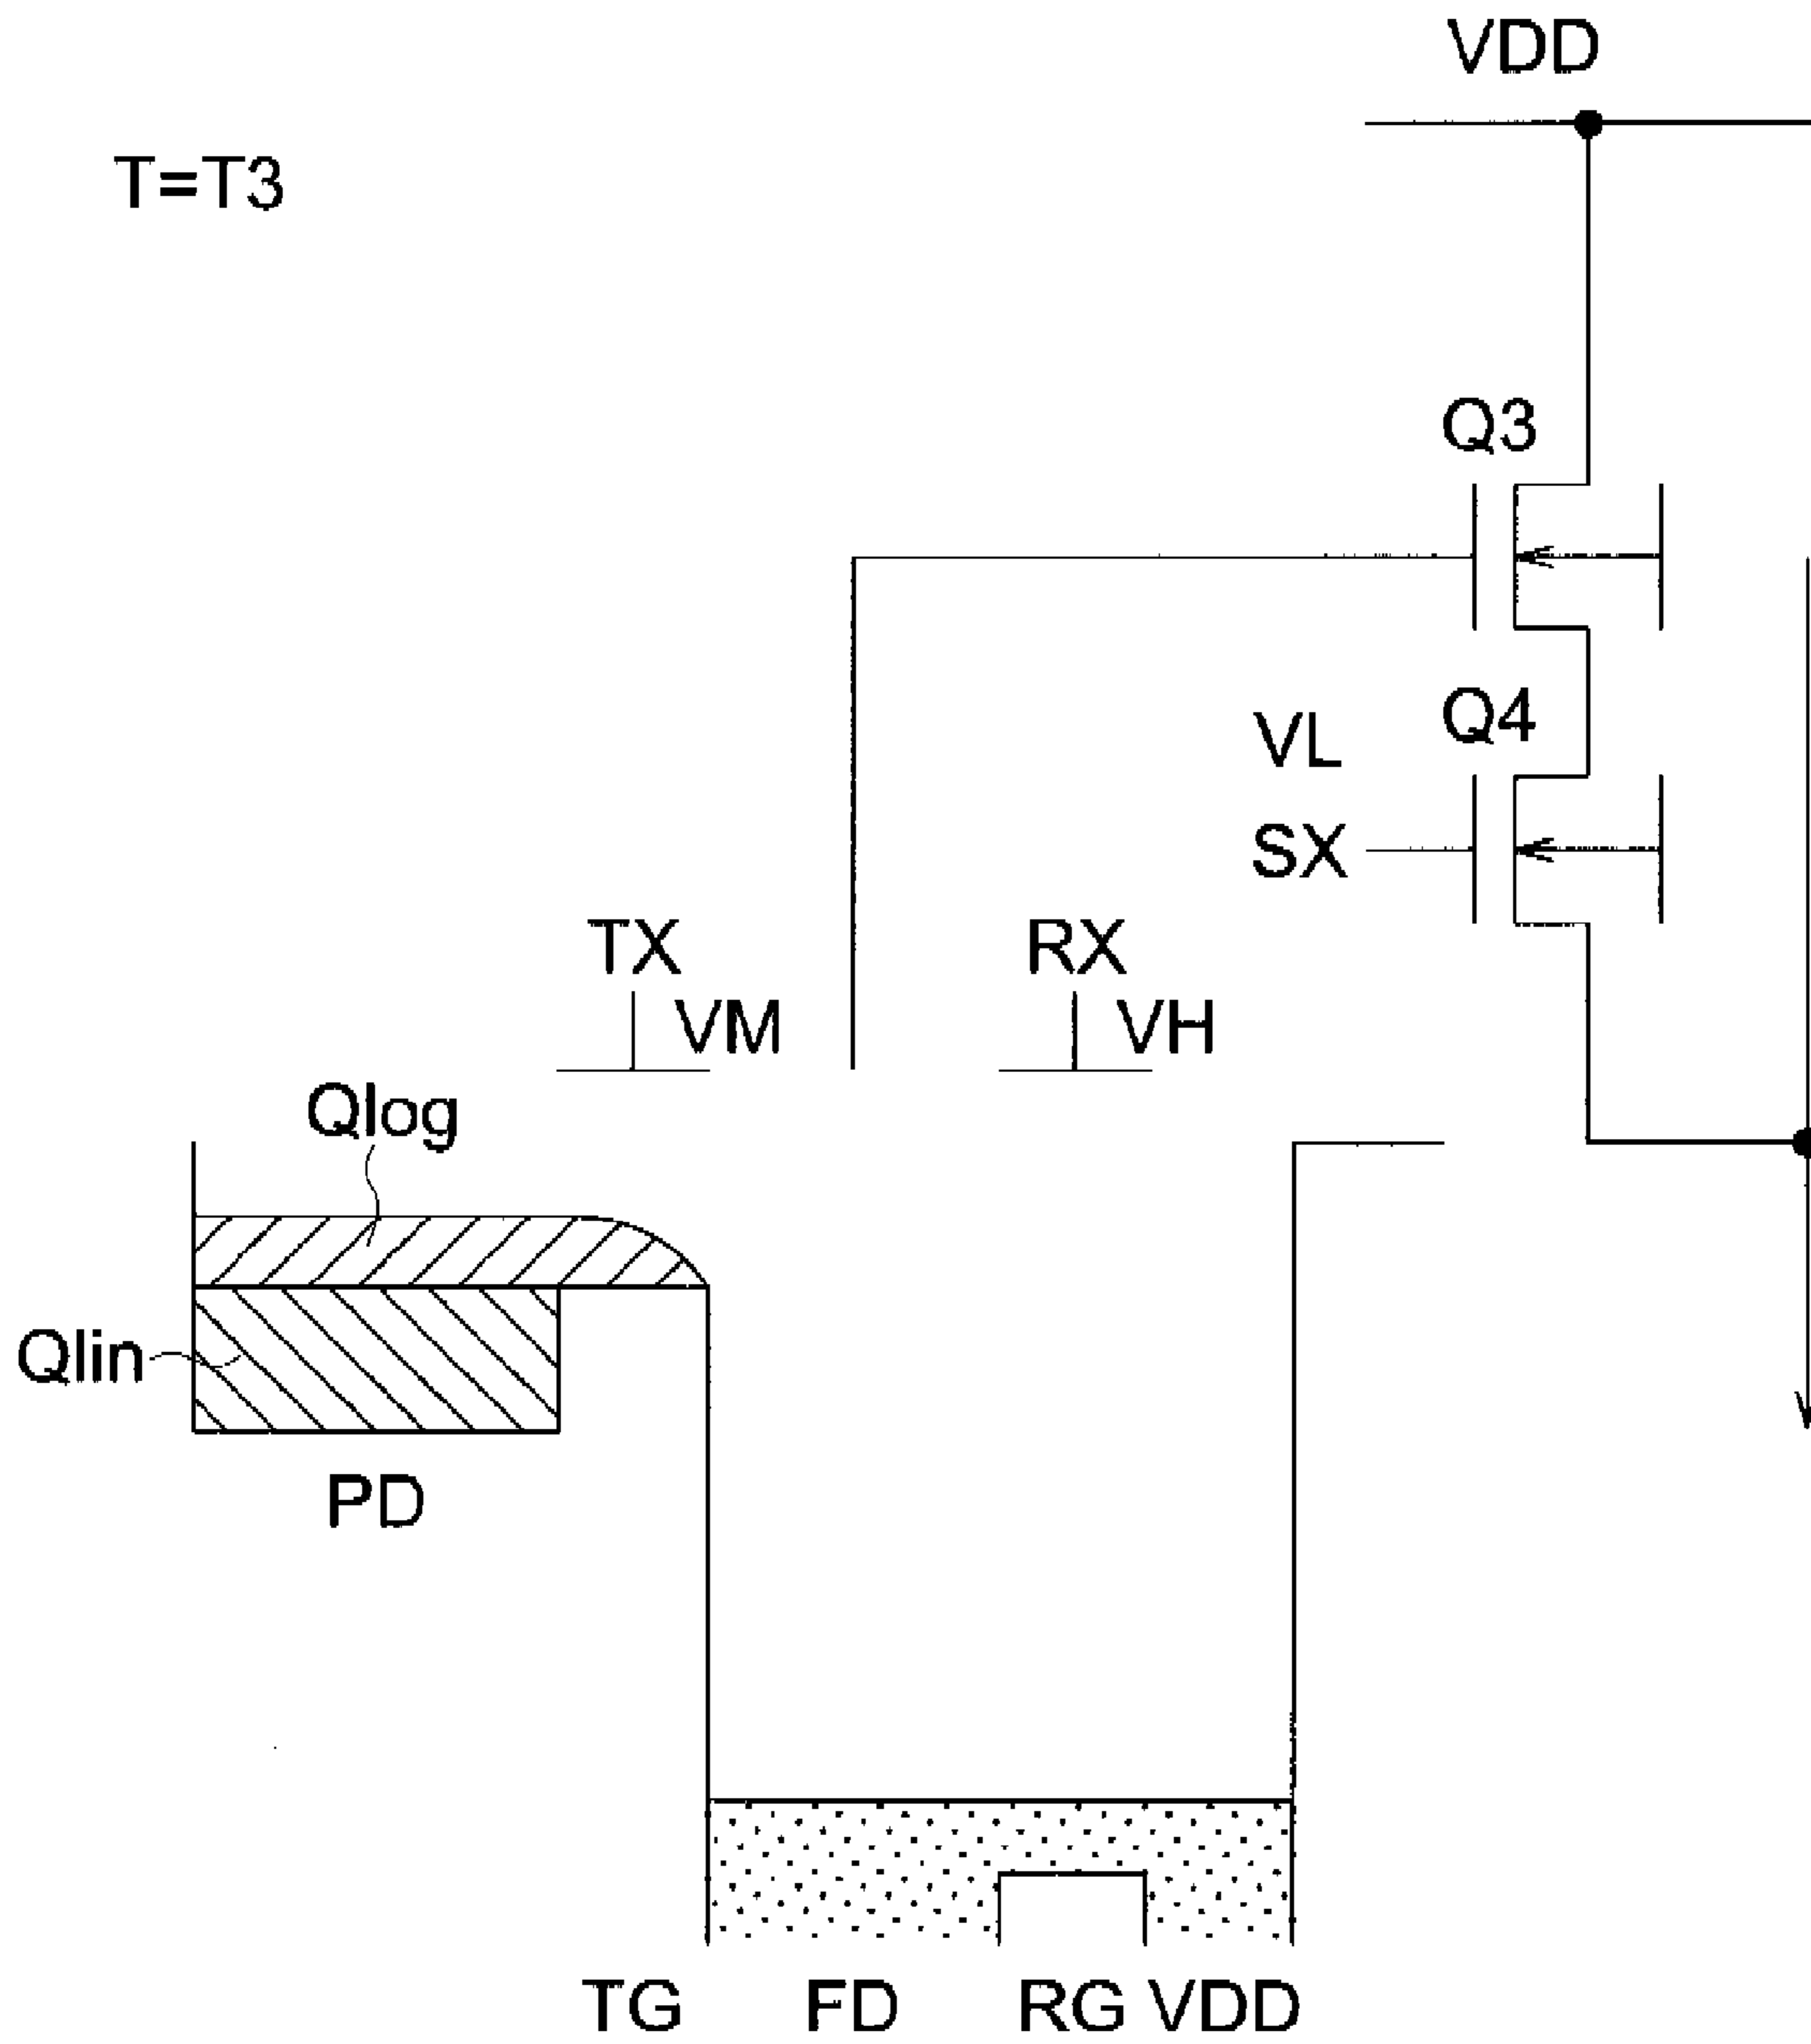 VDD
T=T3
Q3
Q4
VL
SX
TX
RX
VM
VH
Qlog
Qlin
PD
TG
FD
RG
VDD